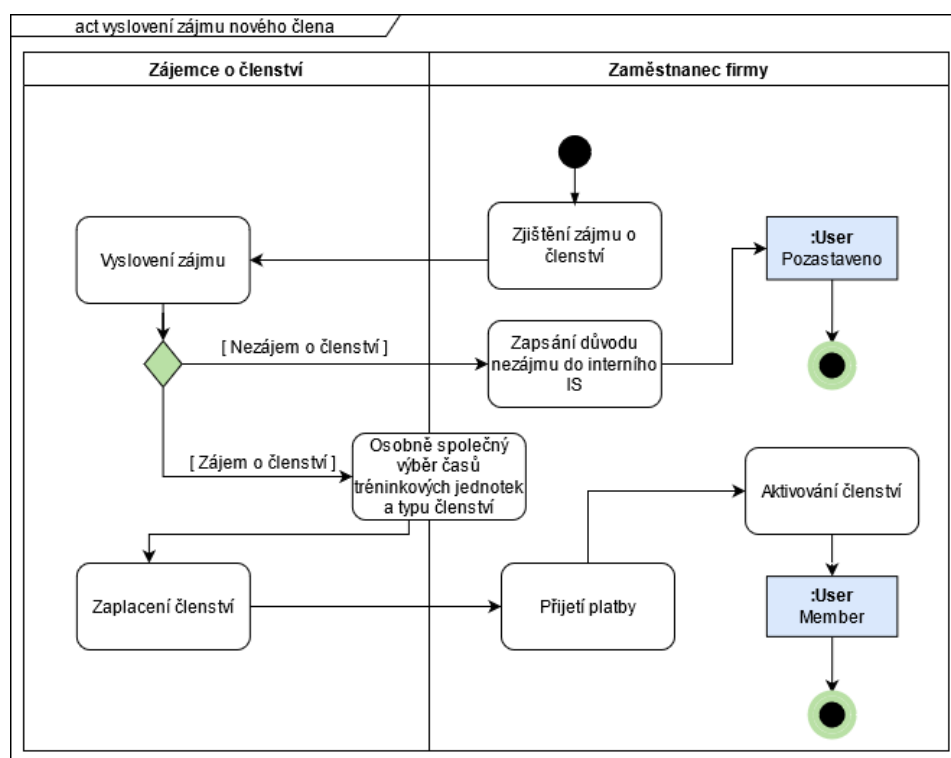 act vyslovení zájmu nového člena
Zájemce o členství
Zaměstnanec firmy
Zjištění zájmu o
členství
Vyslovení zájmu
:User
Pozastaveno
[ Nezájem o členství ]
Zapsání důvodu
nezájmu do interního
IS
[ Zájem o členství ]
Osobně společný
výběr časů
tréninkových jednotek
a typu členství
Aktivování členství
Zaplacení členství
Přijetí platby
:User
Member